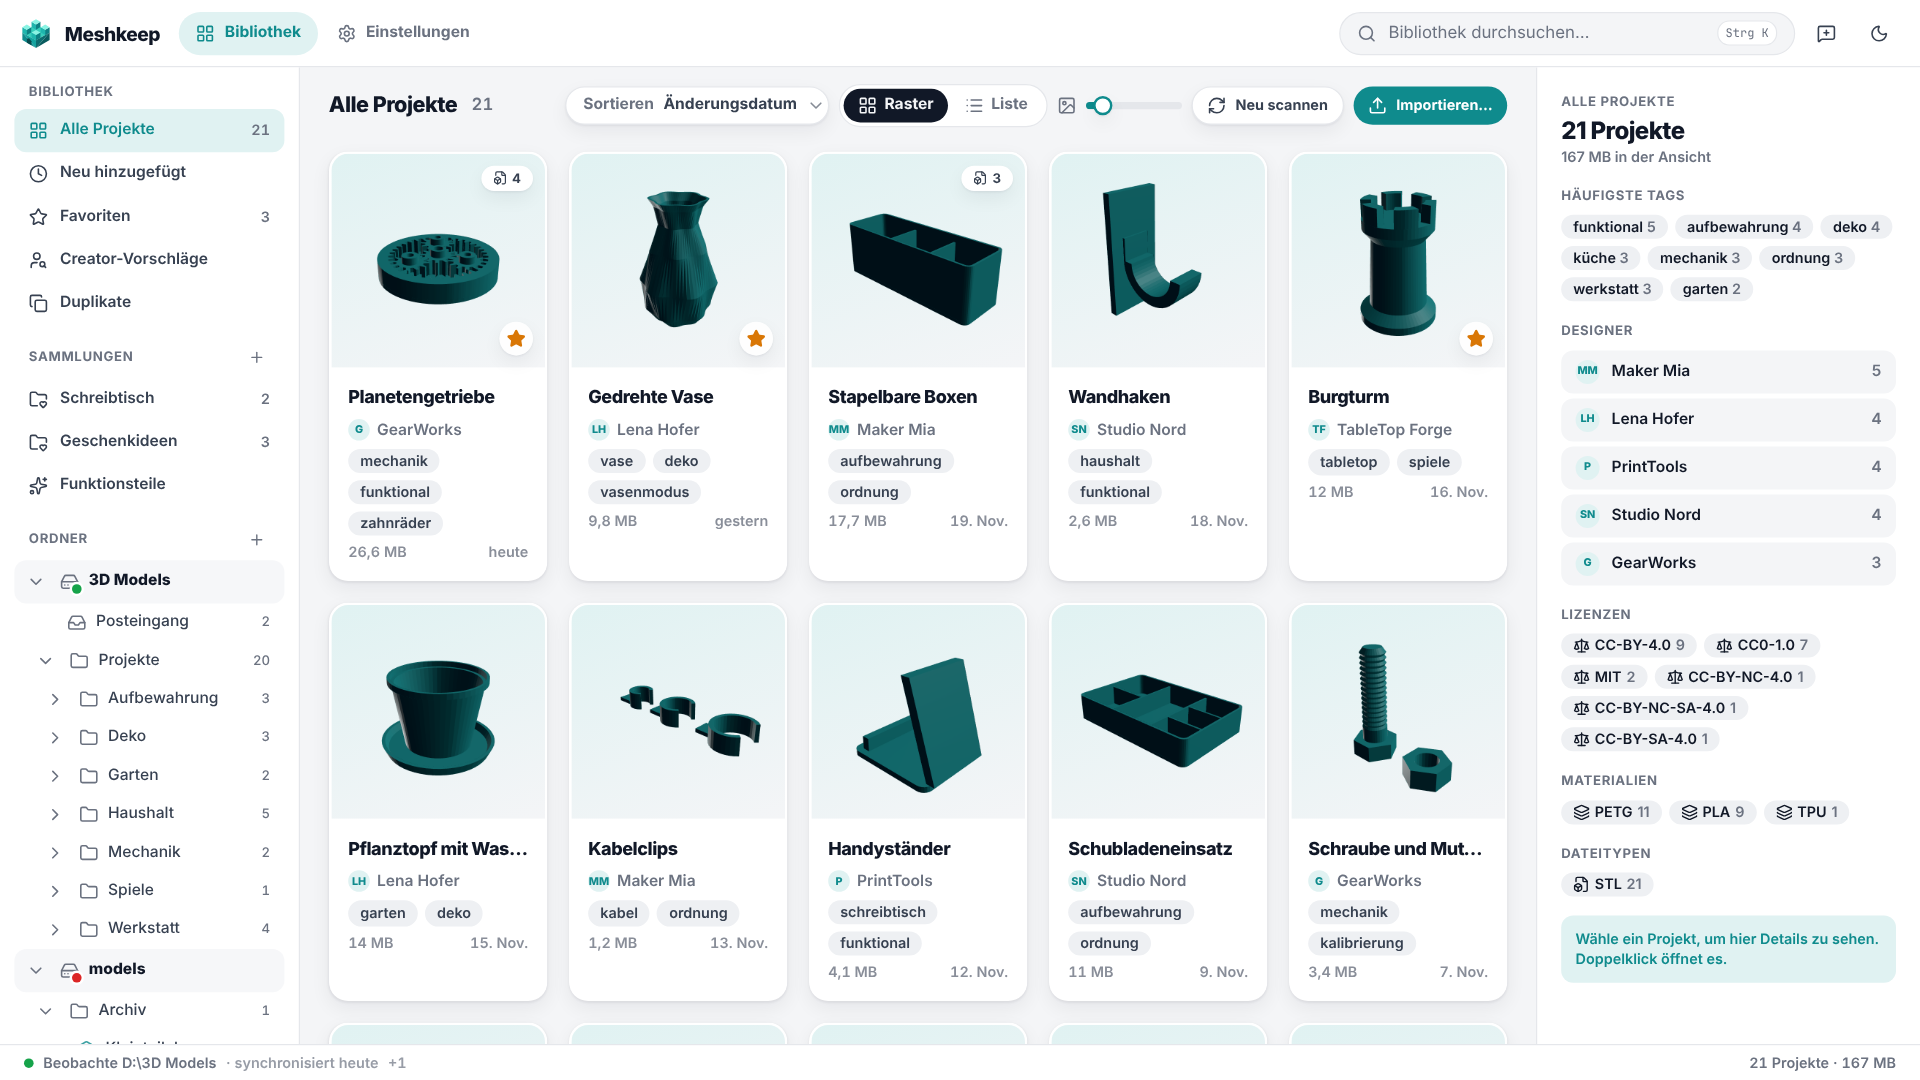 Meshkeep
Bibliothek
Einstellungen
Bibliothek durchsuchen...
Strg K
BIBLIOTHEK
Alle Projekte 21
Neu hinzugefügt
Favoriten 3
Creator-Vorschläge
Duplikate
SAMMLUNGEN
Schreibtisch 2
Geschenkideen 3
Funktionsteile
ORDNER
3D Models
Posteingang 2
Projekte 20
Aufbewahrung 3
Deko 3
Garten 2
Haushalt 5
Mechanik 2
Spiele 1
Werkstatt 4
models
Archiv 1
Alle Projekte 21
Sortieren Änderungsdatum
Raster
Liste
Neu scannen
Importieren...
4
Planetengetriebe
G GearWorks
mechanik
funktional
zahnräder
26,6 MB heute
Gedrehte Vase
LH Lena Hofer
vase deko
vasenmodus
9,8 MB gestern
3
Stapelbare Boxen
MM Maker Mia
aufbewahrung
ordnung
17,7 MB 19. Nov.
Wandhaken
SN Studio Nord
haushalt
funktional
2,6 MB 18. Nov.
Burgturm
TF TableTop Forge
tabletop spiele
12 MB 16. Nov.
Pflanztopf mit Was...
LH Lena Hofer
garten deko
14 MB 15. Nov.
Kabelclips
MM Maker Mia
kabel ordnung
1,2 MB 13. Nov.
Handyständer
P PrintTools
schreibtisch
funktional
4,1 MB 12. Nov.
Schubladeneinsatz
SN Studio Nord
aufbewahrung
ordnung
11 MB 9. Nov.
Schraube und Mut...
G GearWorks
mechanik
kalibrierung
3,4 MB 7. Nov.
ALLE PROJEKTE
21 Projekte
167 MB in der Ansicht
HÄUFIGSTE TAGS
funktional 5 aufbewahrung 4 deko 4
küche 3 mechanik 3 ordnung 3
werkstatt 3 garten 2
DESIGNER
MM Maker Mia 5
LH Lena Hofer 4
P PrintTools 4
SN Studio Nord 4
G GearWorks 3
LIZENZEN
CC-BY-4.0 9 CC0-1.0 7
MIT 2 CC-BY-NC-4.0 1
CC-BY-NC-SA-4.0 1
CC-BY-SA-4.0 1
MATERIALIEN
PETG 11 PLA 9 TPU 1
DATEITYPEN
STL 21
Wähle ein Projekt, um hier Details zu sehen.
Doppelklick öffnet es.
Beobachte D:\3D Models · synchronisiert heute +1
21 Projekte · 167 MB